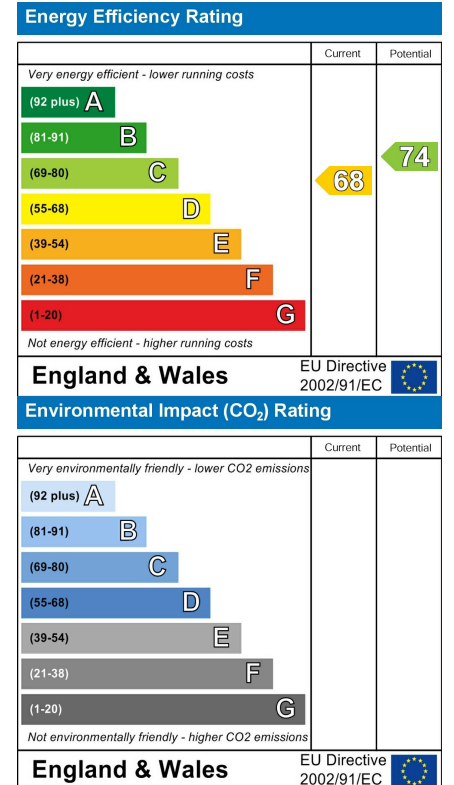 Energy Efficiency Rating
Current Potential
Very energy efficient - lower running costs
(92 plus) A
(81-91) B
(69-80) C
(55-68) D
(39-54) E
(21-38) F
(1-20) G
68
74
Not energy efficient - higher running costs
England & Wales
EU Directive
2002/91/EC
Environmental Impact (CO₂) Rating
Current Potential
Very environmentally friendly - lower CO2 emissions
(92 plus) A
(81-91) B
(69-80) C
(55-68) D
(39-54) E
(21-38) F
(1-20) G
Not environmentally friendly - higher CO2 emissions
England & Wales
EU Directive
2002/91/EC